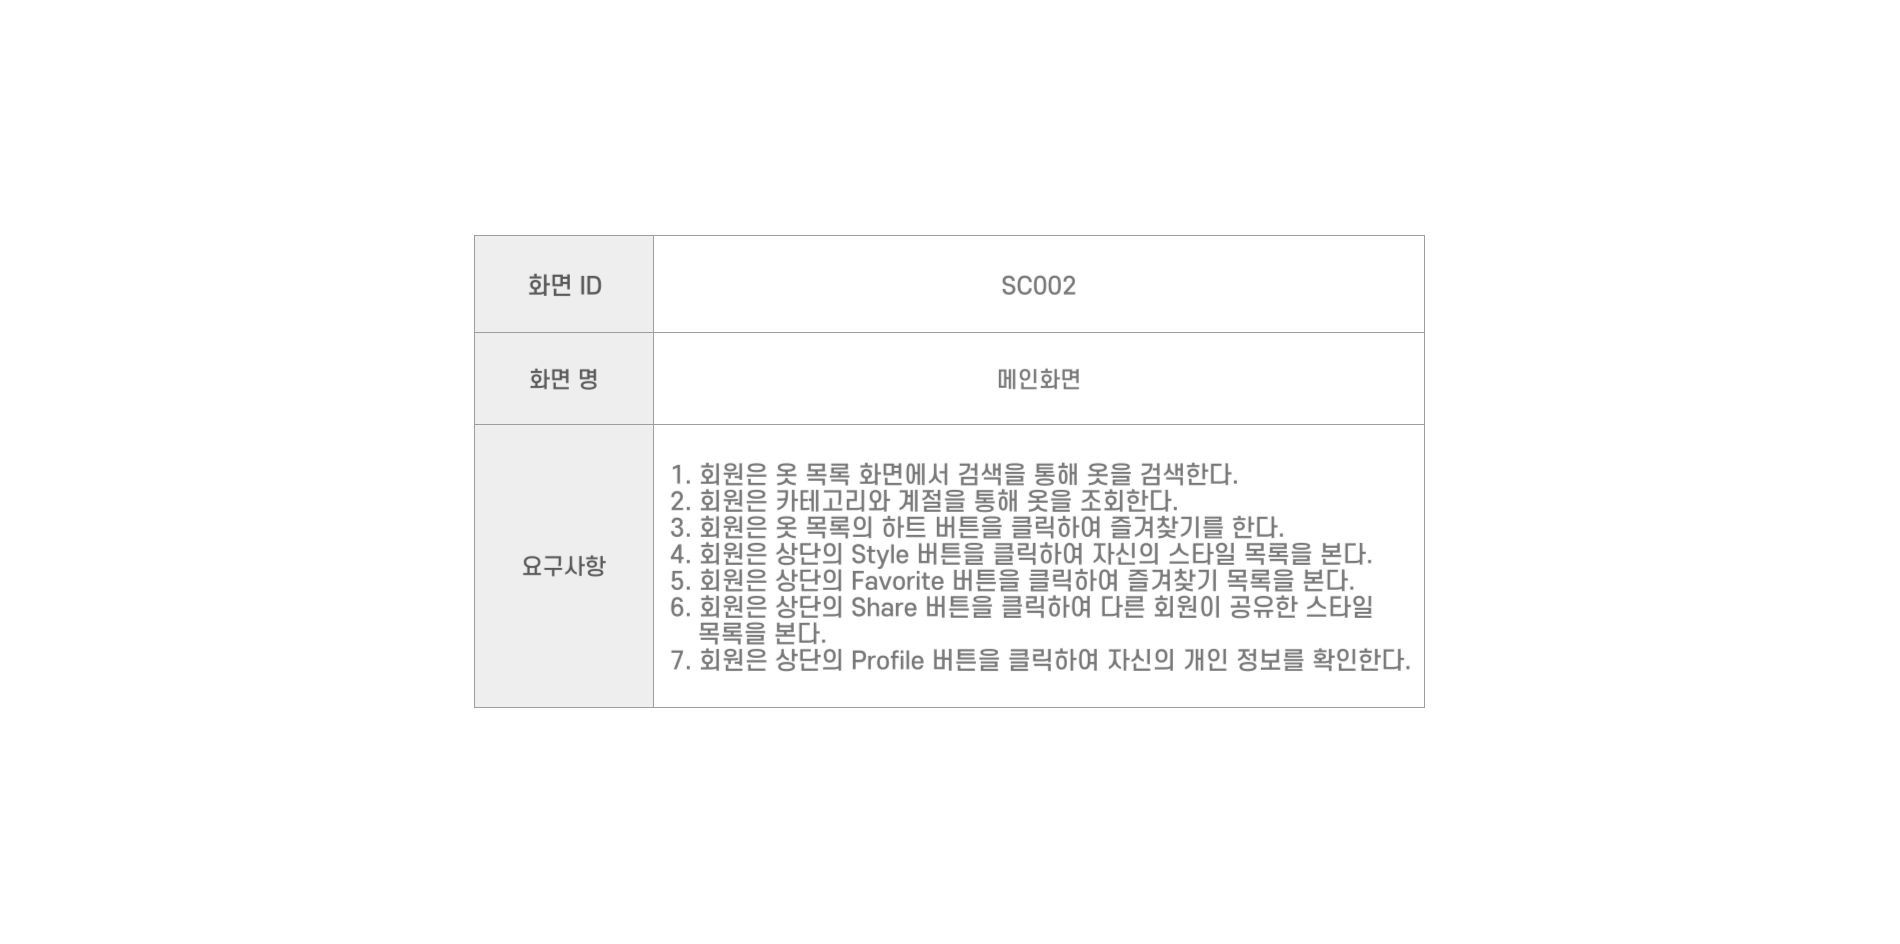 화면 ID
SC002
화면 명
메인화면
요구사항
1. 회원은 옷 목록 화면에서 검색을 통해 옷을 검색한다.
2. 회원은 카테고리와 계절을 통해 옷을 조회한다.
3. 회원은 옷 목록의 하트 버튼을 클릭하여 즐겨찾기를 한다.
4. 회원은 상단의 Style 버튼을 클릭하여 자신의 스타일 목록을 본다.
5. 회원은 상단의 Favorite 버튼을 클릭하여 즐겨찾기 목록을 본다.
6. 회원은 상단의 Share 버튼을 클릭하여 다른 회원이 공유한 스타일
목록을 본다.
7. 회원은 상단의 Profile 버튼을 클릭하여 자신의 개인 정보를 확인한다.